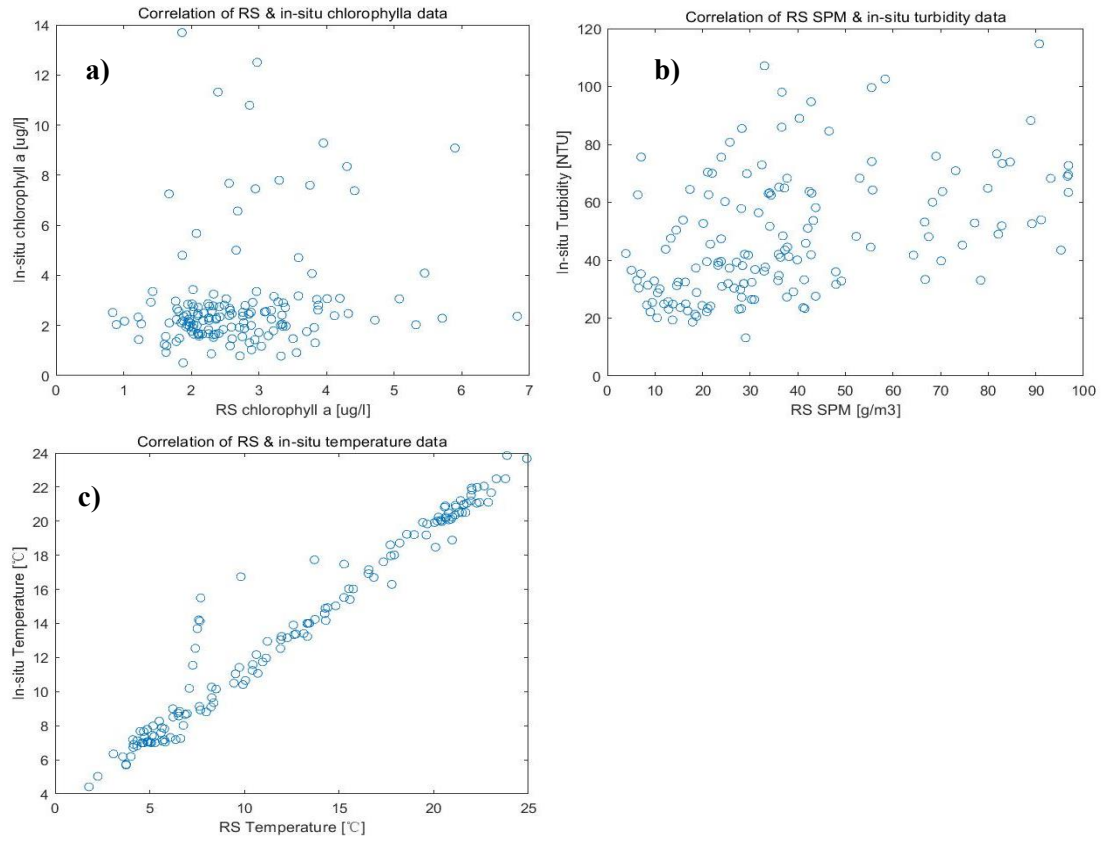 Correlation of RS & in-situ chlorophylla data
a)
14
12
10
8
6
4
2
0
In-situ chlorophyll a [ug/l]
0 1 2 3 4 5 6 7
RS chlorophyll a [ug/l]
Correlation of RS SPM & in-situ turbidity data
b)
120
100
80
60
40
20
0
In-situ Turbidity [NTU]
0 10 20 30 40 50 60 70 80 90 100
RS SPM [g/m3]
Correlation of RS & in-situ temperature data
c)
24
22
20
18
16
14
12
10
8
6
4
In-situ Temperature [℃]
0 5 10 15 20 25
RS Temperature [℃]